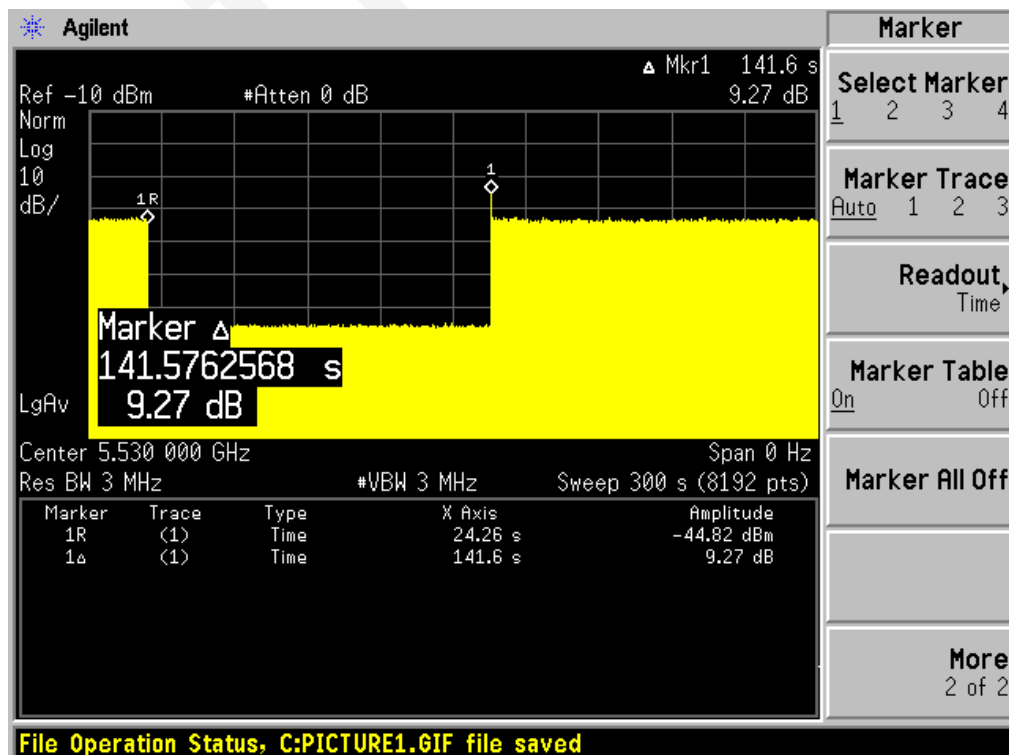 Agilent
Marker
Δ Mkr1 141.6 s
Ref -10 dBm #Atten 0 dB 9.27 dB
Norm
Log
10
dB/
1R
1
Marker Δ
141.5762568 s
9.27 dB
LgAv
Center 5.530 000 GHz Span 0 Hz
Res BW 3 MHz #VBW 3 MHz Sweep 300 s (8192 pts)
Marker Trace Type X Axis Amplitude
1R (1) Time 24.26 s -44.82 dBm
1Δ (1) Time 141.6 s 9.27 dB
Select Marker
1 2 3 4
Marker Trace
Auto 1 2 3
Readout
Time
Marker Table
On Off
Marker All Off
More
2 of 2
File Operation Status, C:PICTURE1.GIF file saved